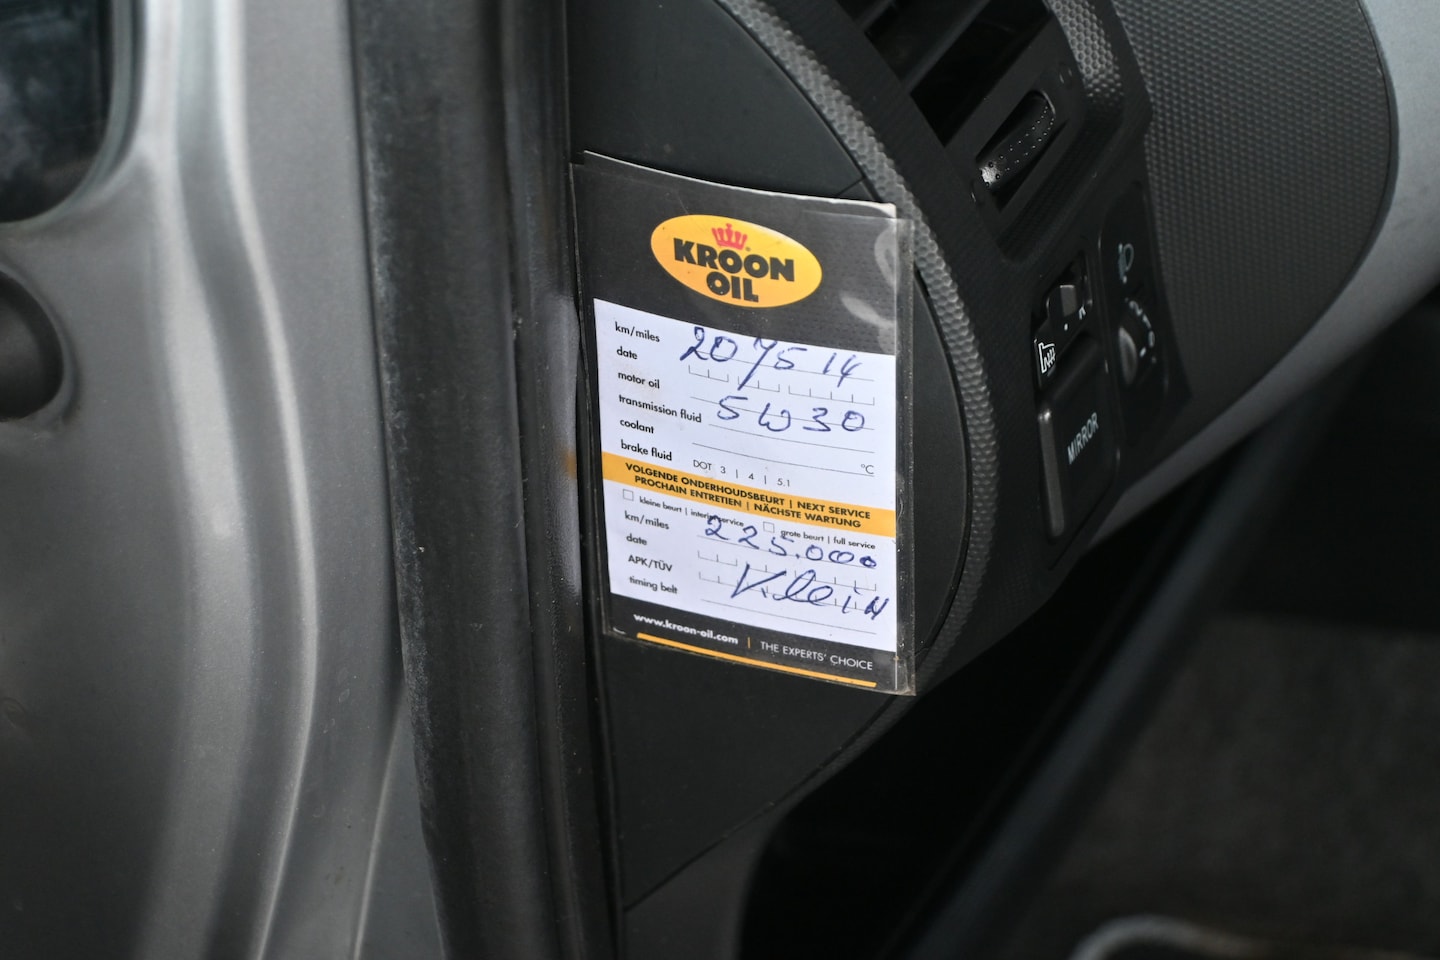 KROON
OIL
km/miles 207514
date
motor oil 5W30
transmission fluid
coolant °C
brake fluid DOT 3 | 4 | 5.1
VOLGENDE ONDERHOUDSBEURT | NEXT SERVICE
PROCHAIN ENTRETIEN | NÄCHSTE WARTUNG
kleine beurt | interim service grote beurt | full service
km/miles 225.000
date
APK/TÜV Klein
timing belt
www.kroon-oil.com | THE EXPERTS' CHOICE
MIRROR